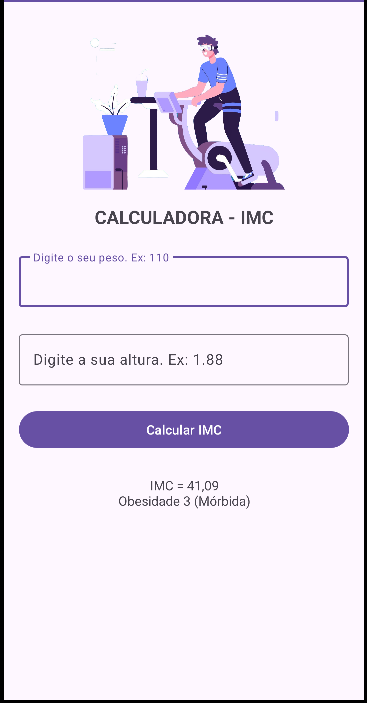 CALCULADORA - IMC
Digite o seu peso. Ex: 110
Digite a sua altura. Ex: 1.88
Calcular IMC
IMC = 41,09
Obesidade 3 (Mórbida)